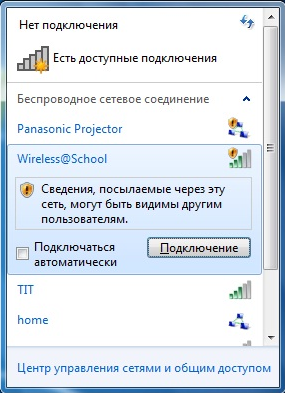 Нет подключения
Есть доступные подключения
Беспроводное сетевое соединение
Panasonic Projector
Wireless@School
Сведения, посылаемые через эту
сеть, могут быть видимы другим
пользователям.
Подключаться
автоматически
Подключение
TIT
home
Центр управления сетями и общим доступом